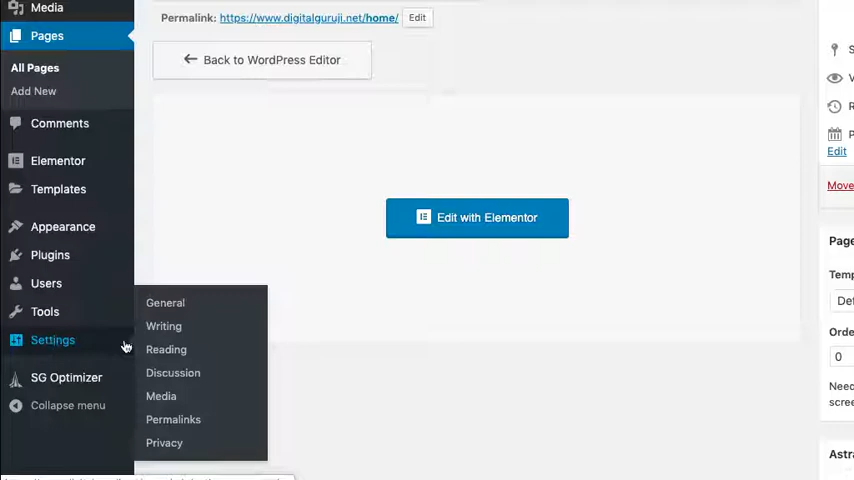 Media
Permalink: https://www.digitalguruji.net/home/ Edit
Pages
Back to WordPress Editor
All Pages
Add New
Comments
Elementor
Templates
Edit with Elementor
Appearance
Plugins
Users
Tools
Settings
General
Writing
Reading
Discussion
Media
Permalinks
Privacy
SG Optimizer
Collapse menu
S
V
R
P
Edit
Move
Page
Temp
Def
Orde
0
Need
scree
Astra